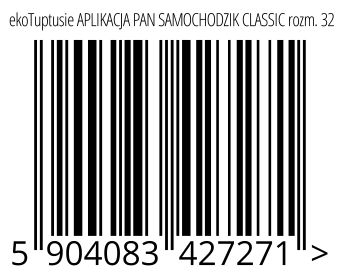 ekoTuptusie APLIKACJA PAN SAMOCHODZIK CLASSIC rozm. 32
5 904083 427271 >